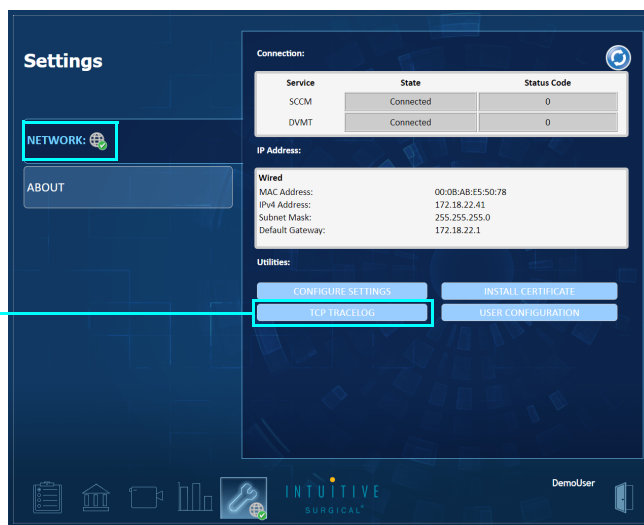 Settings
NETWORK:
ABOUT
Connection:
Service State Status Code
SCCM Connected 0
DVMT Connected 0
IP Address:
Wired
MAC Address: 00:0B:AB:E5:50:78
IPv4 Address: 172.18.22.41
Subnet Mask: 255.255.255.0
Default Gateway: 172.18.22.1
Utilities:
CONFIGURE SETTINGS INSTALL CERTIFICATE
TCP TRACELOG USER CONFIGURATION
INTUITIVE
SURGICAL®
DemoUser